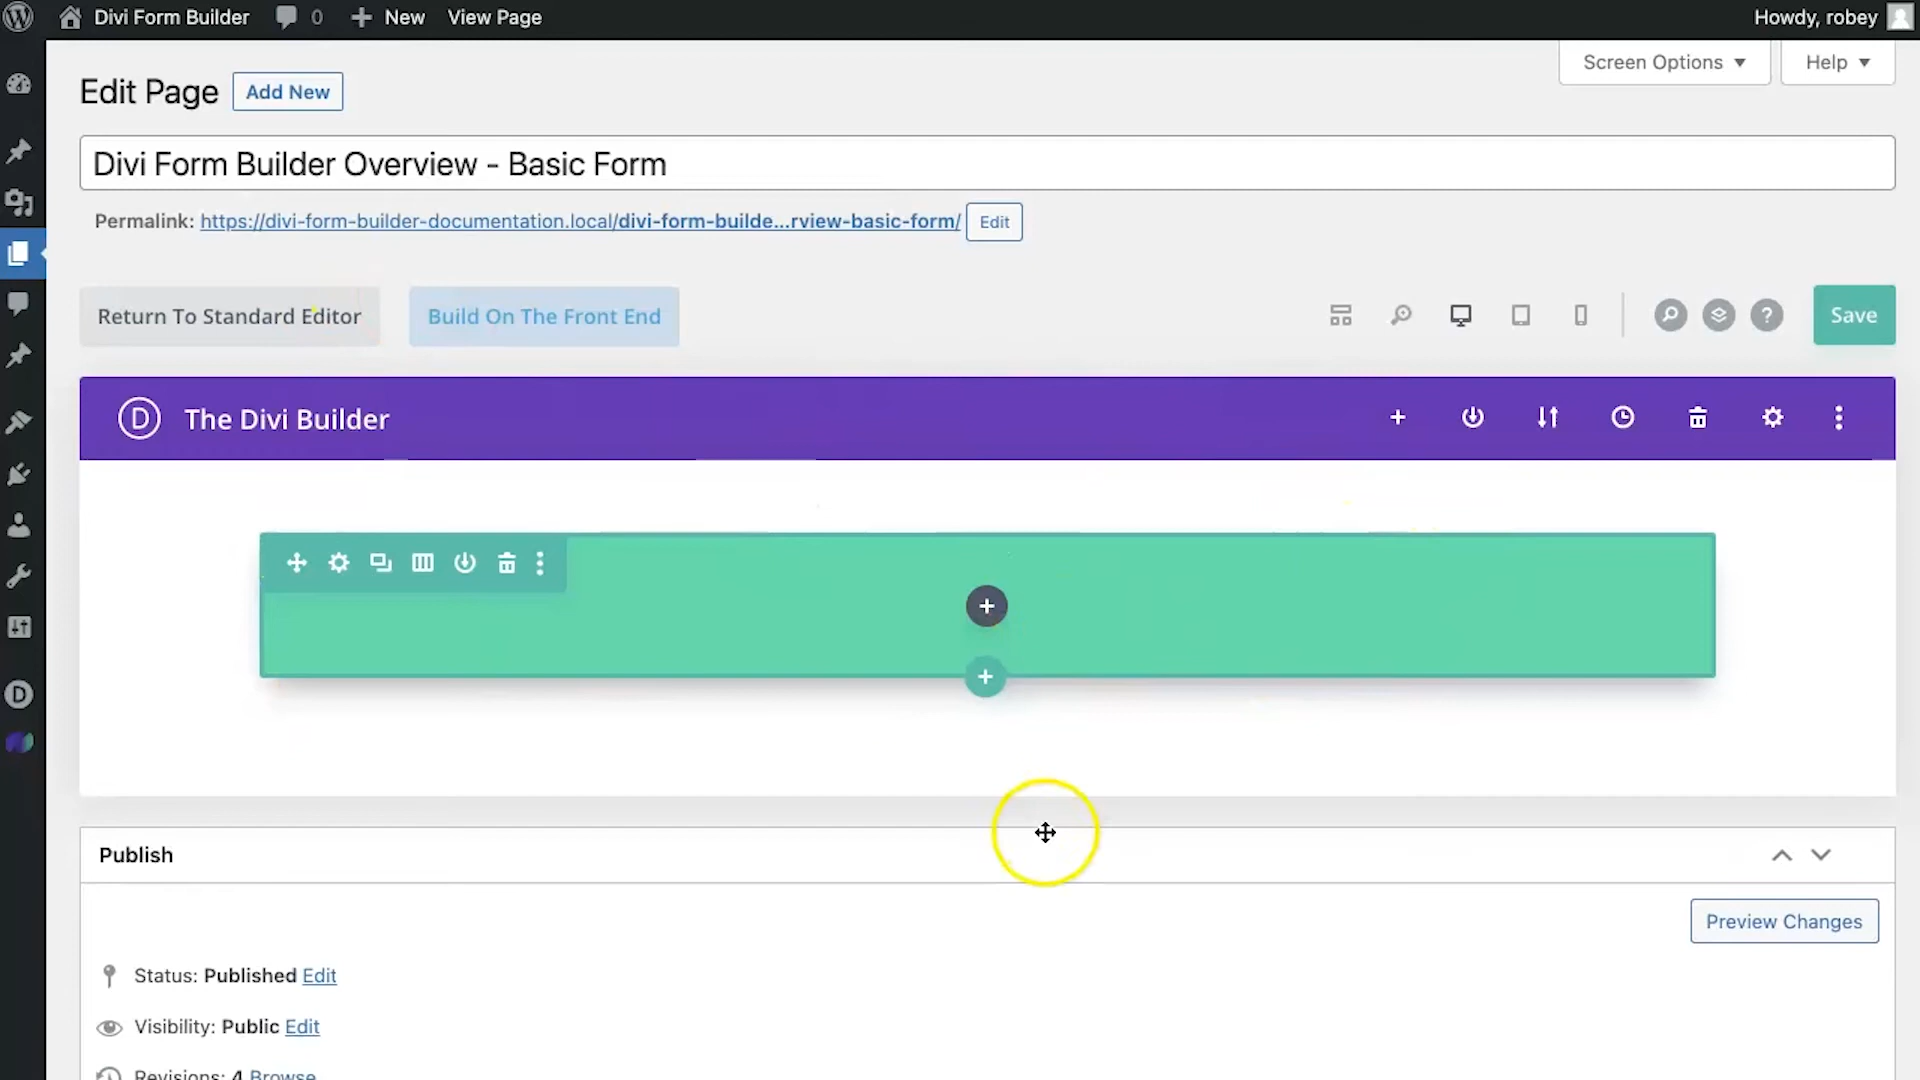 Divi Form Builder 0 New View Page Howdy, robey
Screen Options Help
Edit Page Add New
Divi Form Builder Overview - Basic Form
Permalink: https://divi-form-builder-documentation.local/divi-form-builde...rview-basic-form/ Edit
Return To Standard Editor Build On The Front End ? Save
D The Divi Builder
Publish
Preview Changes
Status: Published Edit
Visibility: Public Edit
Revisions: 4 Browse